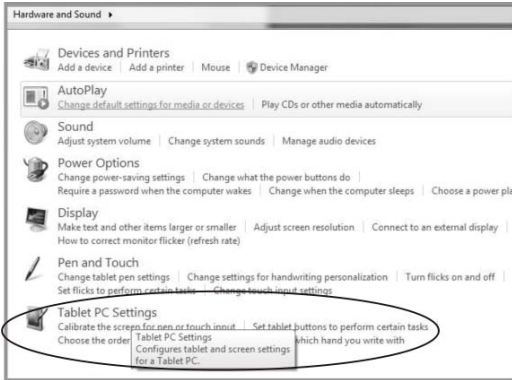 Hardware and Sound
Devices and Printers
Add a device Add a printer Mouse Device Manager
AutoPlay
Change default settings for media or devices Play CDs or other media automatically
Sound
Adjust system volume Change system sounds Manage audio devices
Power Options
Change power-saving settings Change what the power buttons do
Require a password when the computer wakes Change when the computer sleeps Choose a power pla
Display
Make text and other items larger or smaller Adjust screen resolution Connect to an external display
How to correct monitor flicker (refresh rate)
Pen and Touch
Change tablet pen settings Change settings for handwriting personalization Turn flicks on and off
Set flicks to perform certain tasks Change touch input settings
Tablet PC Settings
Calibrate the screen for pen or touch input Set tablet buttons to perform certain tasks
Choose the order which hand you write with
Tablet PC Settings
Configures tablet and screen settings
for a Tablet PC.